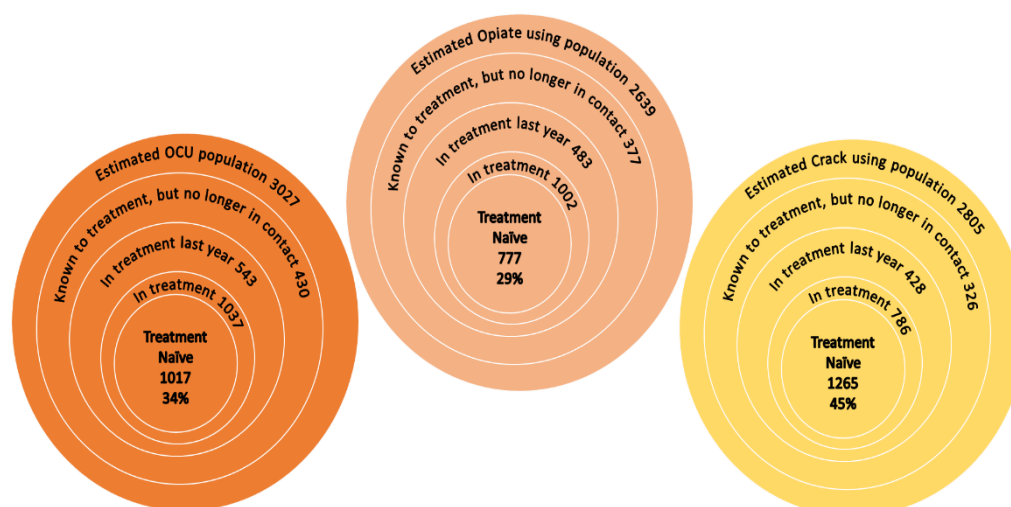 Estimated OCU population 3027
Known to treatment, but no longer in contact 430
In treatment last year 543
In treatment 1037
Treatment
Naïve
1017
34%
Estimated Opiate using population 2639
Known to treatment, but no longer in contact 377
In treatment last year 483
In treatment 1002
Treatment
Naïve
777
29%
Estimated Crack using population 2805
Known to treatment, but no longer in contact 326
In treatment last year 428
In treatment 786
Treatment
Naïve
1265
45%